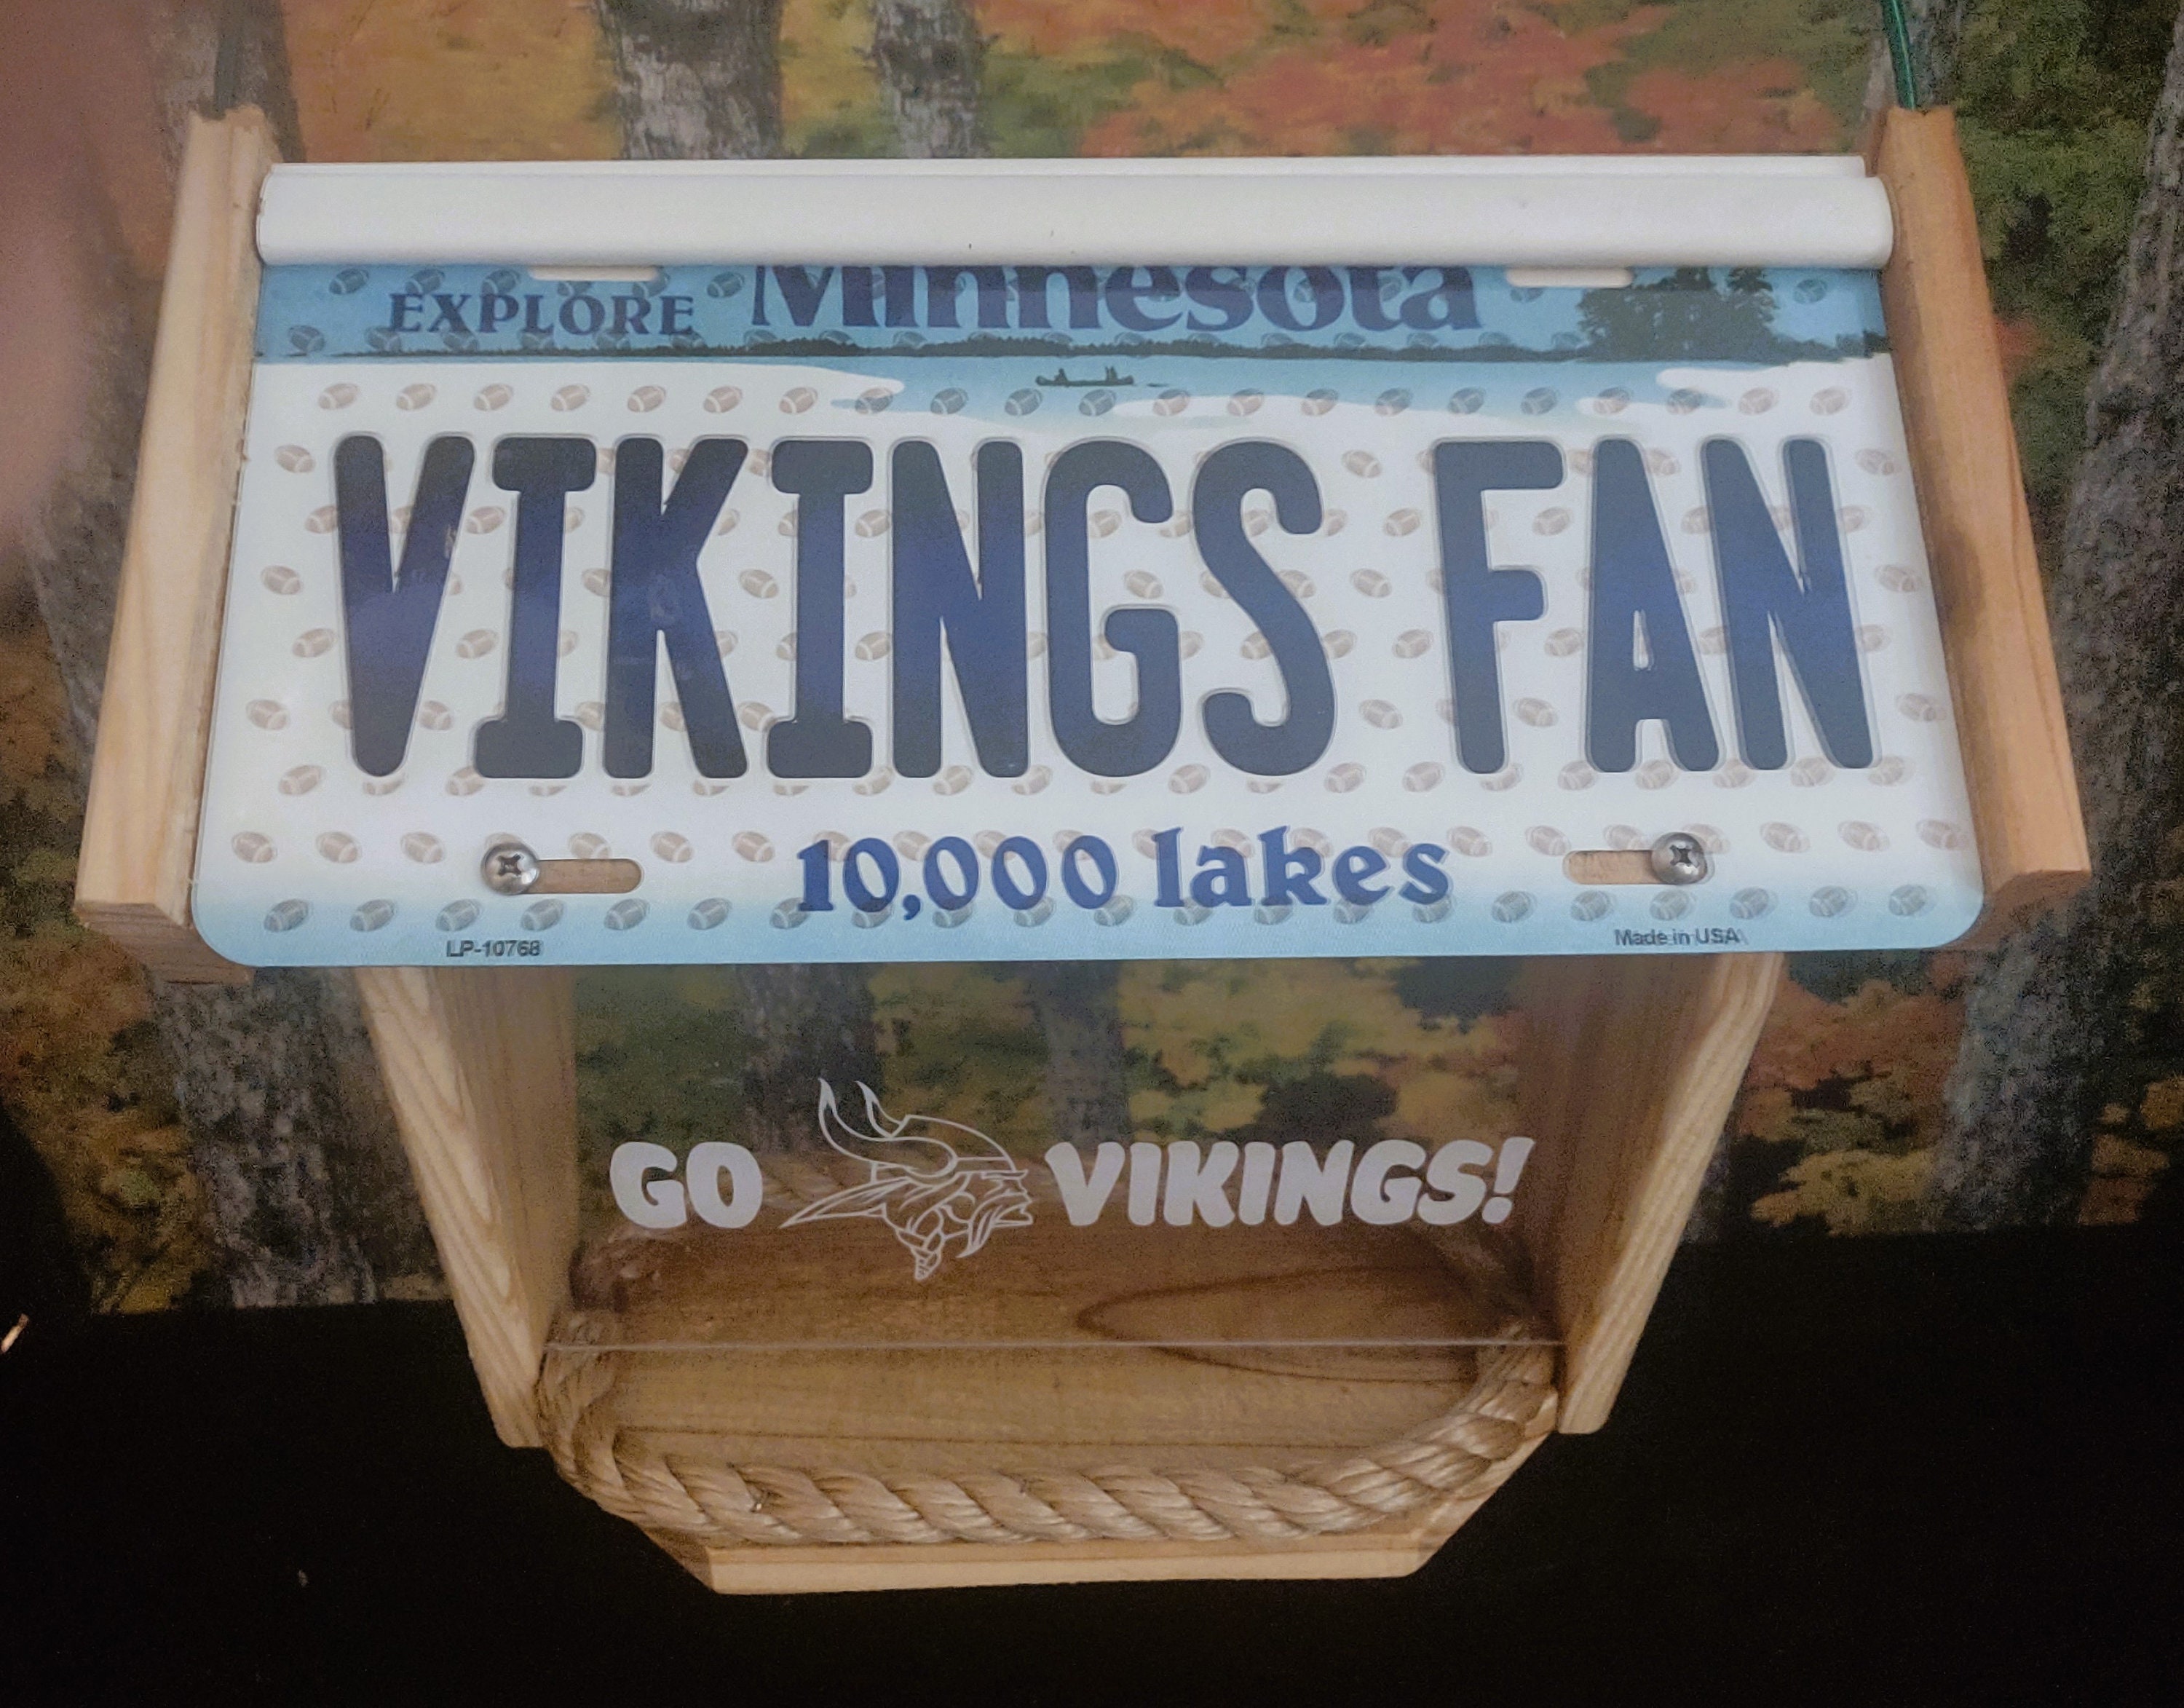 EXPLORE Minnesota
VIKINGS FAN
10,000 lakes
LP-10768 Made in USA
GO VIKINGS!